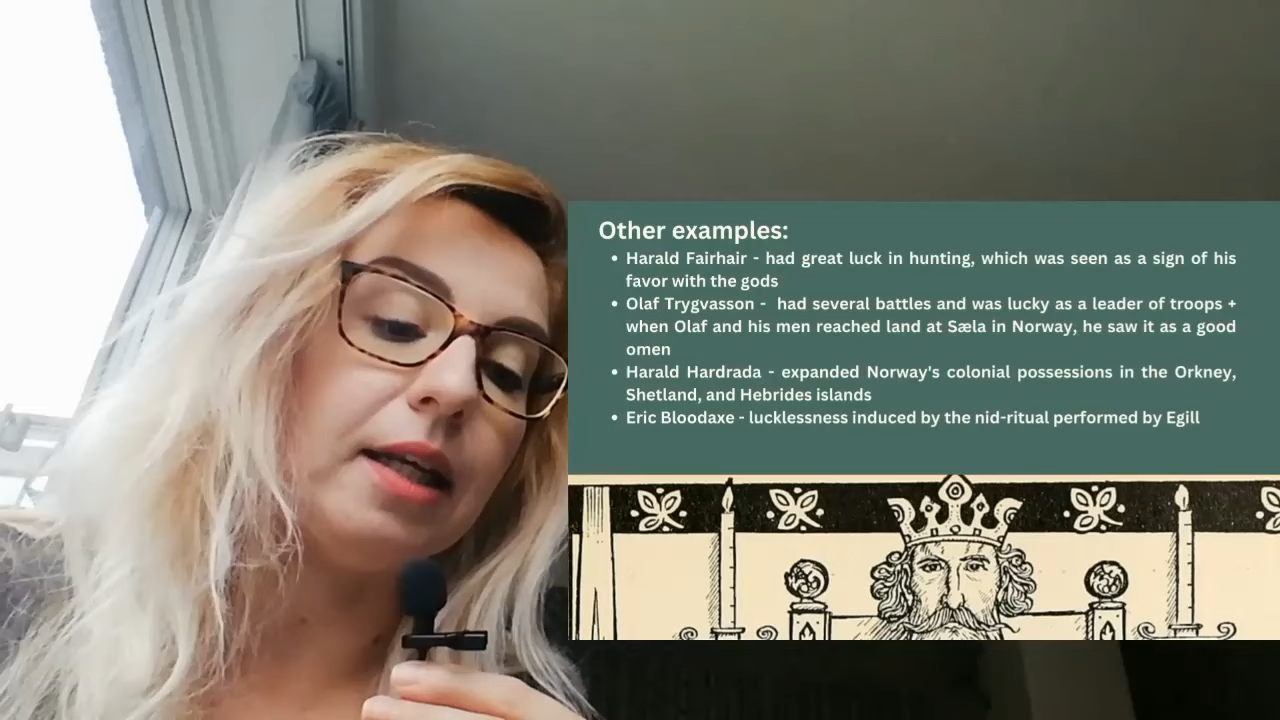 Other examples:
• Harald Fairhair - had great luck in hunting, which was seen as a sign of his
favor with the gods
• Olaf Trygvasson - had several battles and was lucky as a leader of troops +
when Olaf and his men reached land at Sæla in Norway, he saw it as a good
omen
• Harald Hardrada - expanded Norway's colonial possessions in the Orkney,
Shetland, and Hebrides islands
• Eric Bloodaxe - lucklessness induced by the nid-ritual performed by Egill